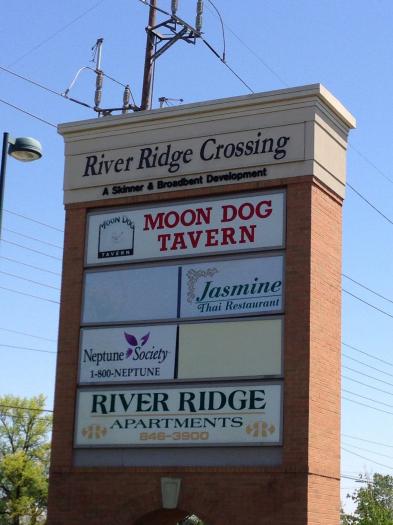 River Ridge Crossing
A Skinner & Broadbent Development
MOON DOG
TAVERN
MOON DOG
TAVERN
Jasmine
Thai Restaurant
Neptune Society
1-800-NEPTUNE
RIVER RIDGE
APARTMENTS
846-3900